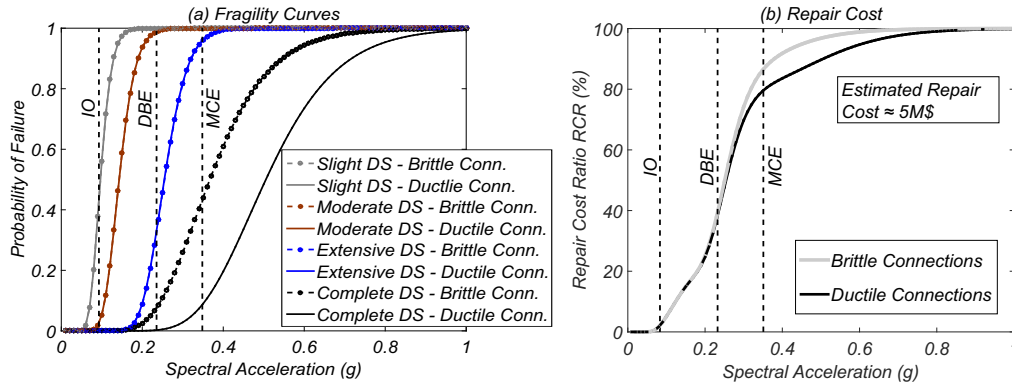 (a) Fragility Curves
1
0.8
0.6
0.4
0.2
0
Probability of Failure
IO
DBE
MCE
Slight DS - Brittle Conn.
Slight DS - Ductlie Conn.
Moderate DS - Brittle Conn.
Moderate DS - Ductile Conn.
Extensive DS - Brittle Conn.
Extensive DS - Ductile Conn.
Complete DS - Brittle Conn.
Complete DS - Ductile Conn.
0 0.2 0.4 0.6 0.8 1
Spectral Acceleration (g)
(b) Repair Cost
100
80
60
40
20
0
Repair Cost Ratio RCR (%)
IO
DBE
MCE
Estimated Repair
Cost ≈ 5M$
Brittle Connections
Ductile Connections
0 0.2 0.4 0.6 0.8 1
Spectral Acceleration (g)